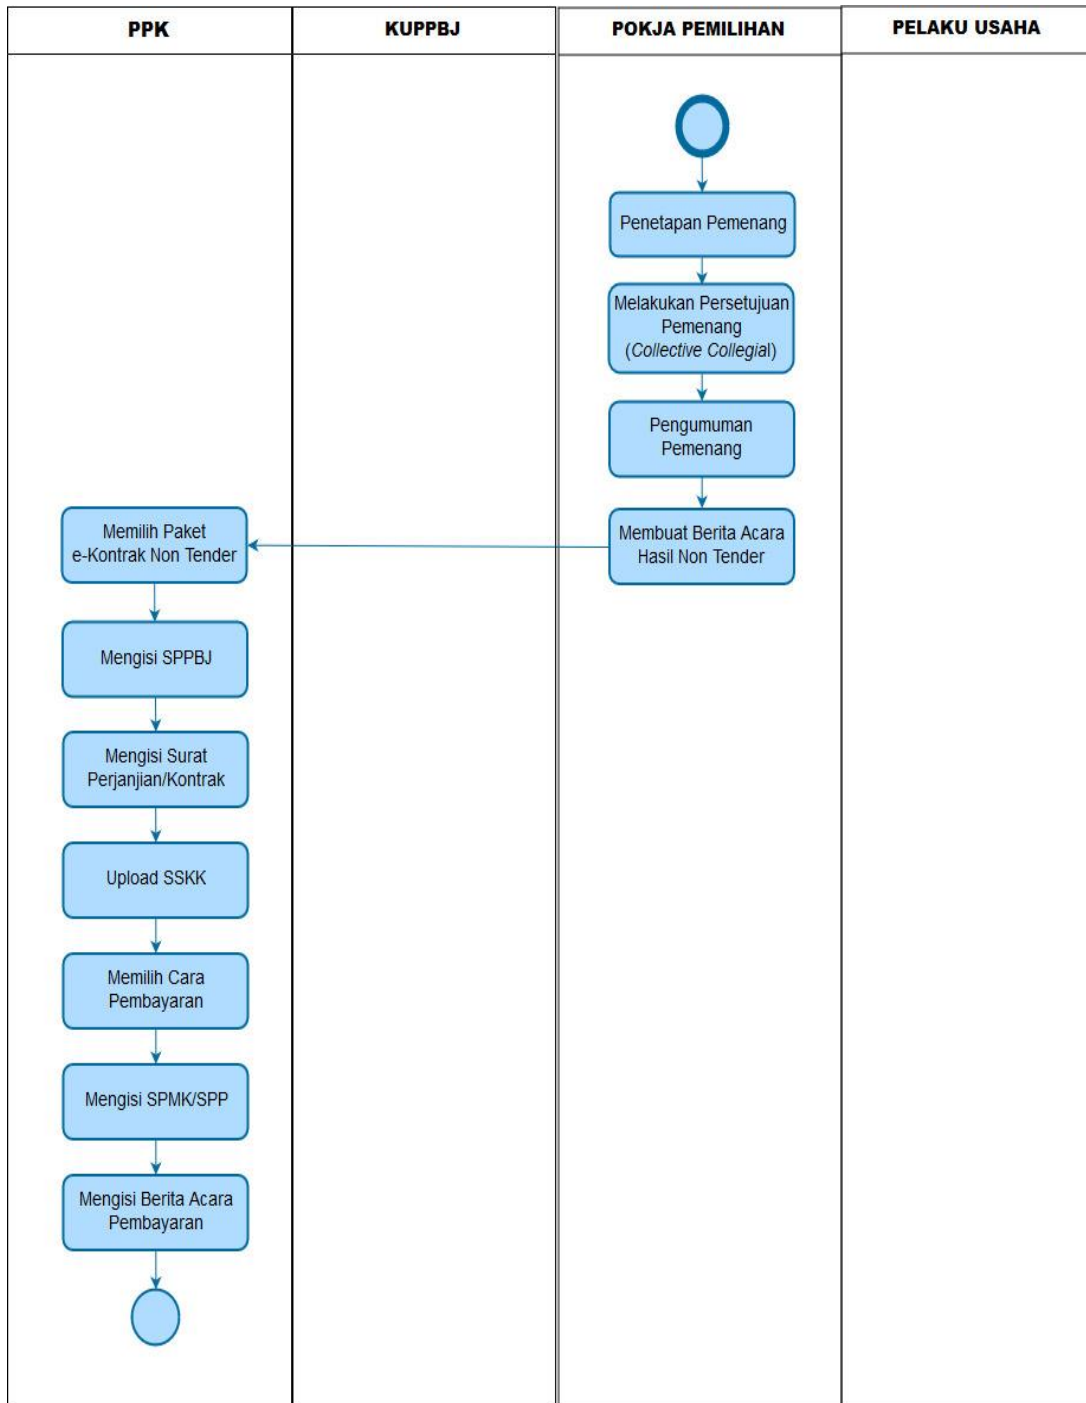 PPK
KUPPBJ
POKJA PEMILIHAN
PELAKU USAHA
Penetapan Pemenang
Melakukan Persetujuan
Pemenang
(Collective Collegial)
Pengumuman
Pemenang
Membuat Berita Acara
Hasil Non Tender
Memilih Paket
e-Kontrak Non Tender
Mengisi SPPBJ
Mengisi Surat
Perjanjian/Kontrak
Upload SSKK
Memilih Cara
Pembayaran
Mengisi SPMK/SPP
Mengisi Berita Acara
Pembayaran